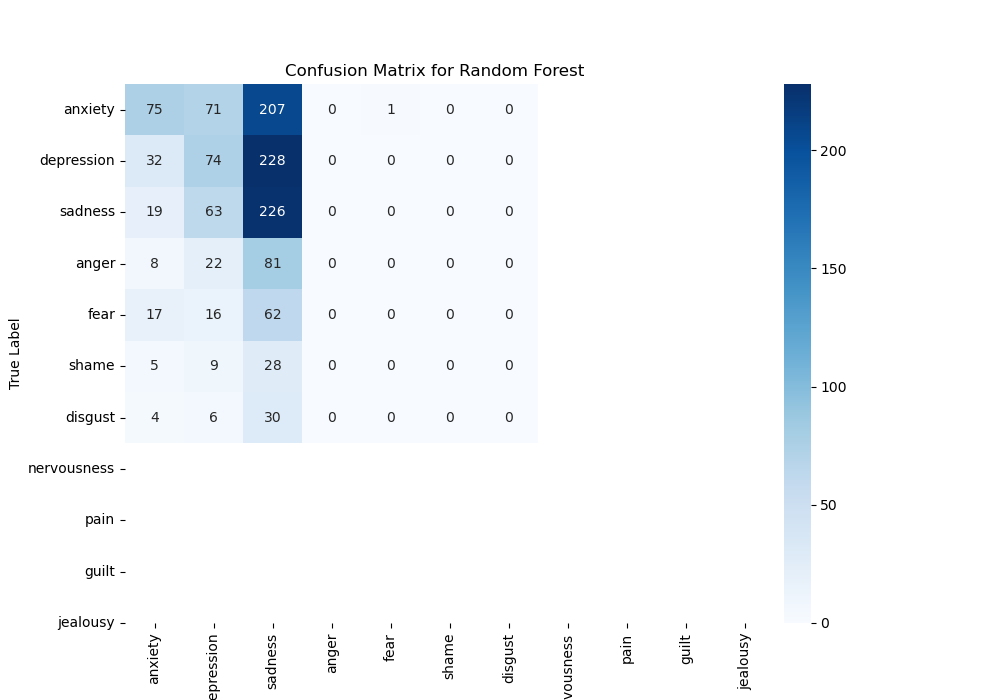 Confusion Matrix for Random Forest
anxiety 75 71 207 0 1 0 0
depression 32 74 228 0 0 0 0
sadness 19 63 226 0 0 0 0
anger 8 22 81 0 0 0 0
fear 17 16 62 0 0 0 0
shame 5 9 28 0 0 0 0
disgust 4 6 30 0 0 0 0
nervousness
pain
guilt
jealousy
True Label
anxiety
epression
sadness
anger
fear
shame
disgust
vousness
pain
guilt
jealousy
200
150
100
50
0